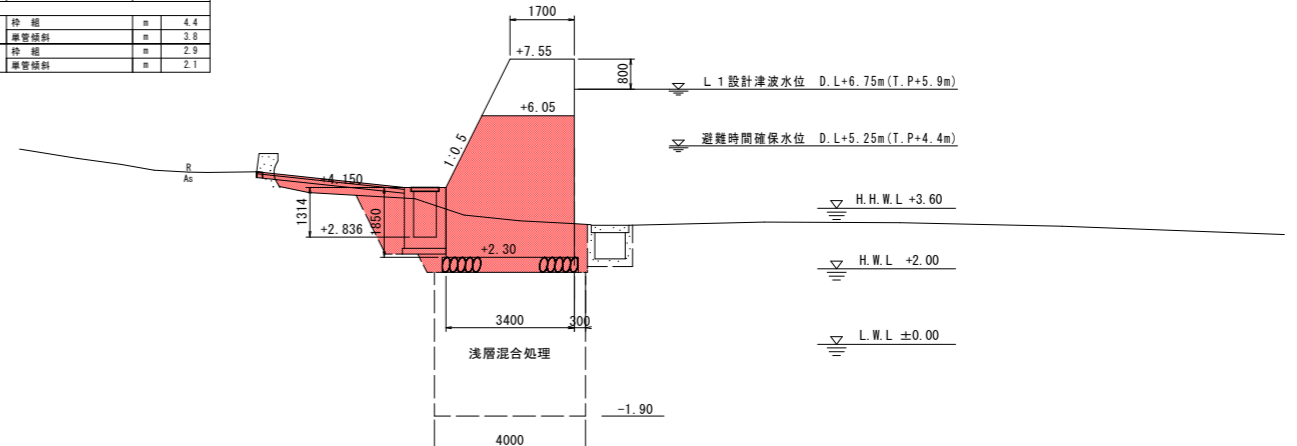 枠 組 m 4.4
単管傾斜 m 3.8
枠 組 m 2.9
単管傾斜 m 2.1
1700
+7.55
800
L 1設計津波水位 D.L+6.75m(T.P+5.9m)
+6.05
避難時間確保水位 D.L+5.25m(T.P+4.4m)
1:0.5
R
As
+4.150
1314
1850
+2.836
H.H.W.L +3.60
+2.30
H.W.L +2.00
3400
300
浅層混合処理
L.W.L ±0.00
-1.90
4000